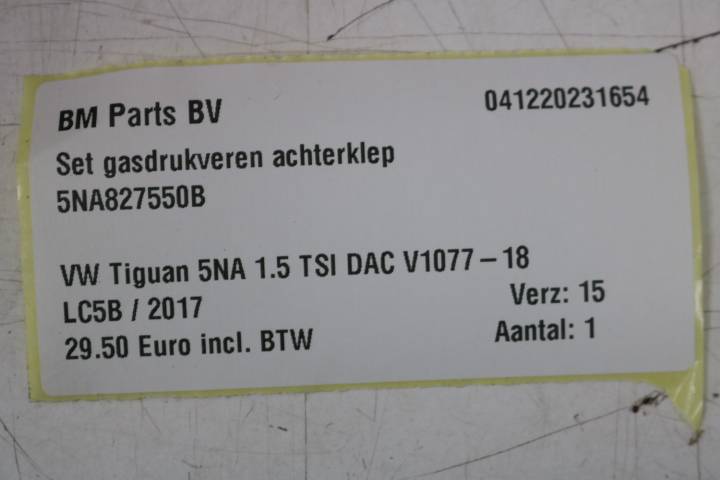 BM Parts BV 041220231654
Set gasdrukveren achterklep
5NA827550B
VW Tiguan 5NA 1.5 TSI DAC V1077-18
LC5B / 2017 Verz: 15
29.50 Euro incl. BTW Aantal: 1